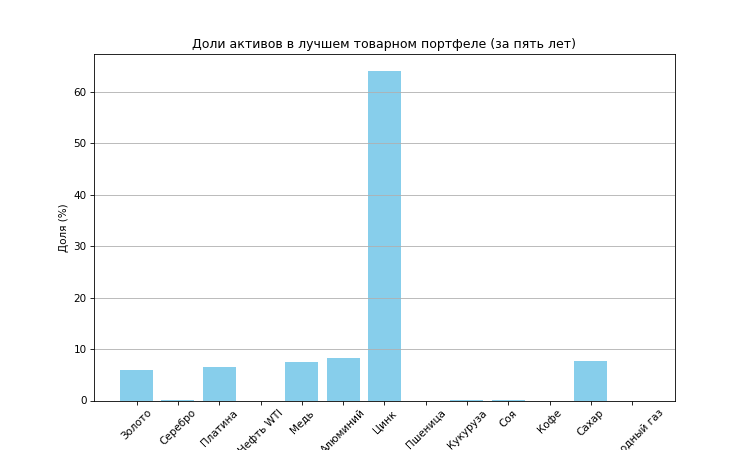 Доли активов в лучшем товарном портфеле (за пять лет)
Доля (%)
60
50
40
30
20
10
0
Золото
Серебро
Платина
Нефть WTI
Медь
Алюминий
Цинк
Пшеница
Кукуруза
Соя
Кофе
Сахар
одный газ